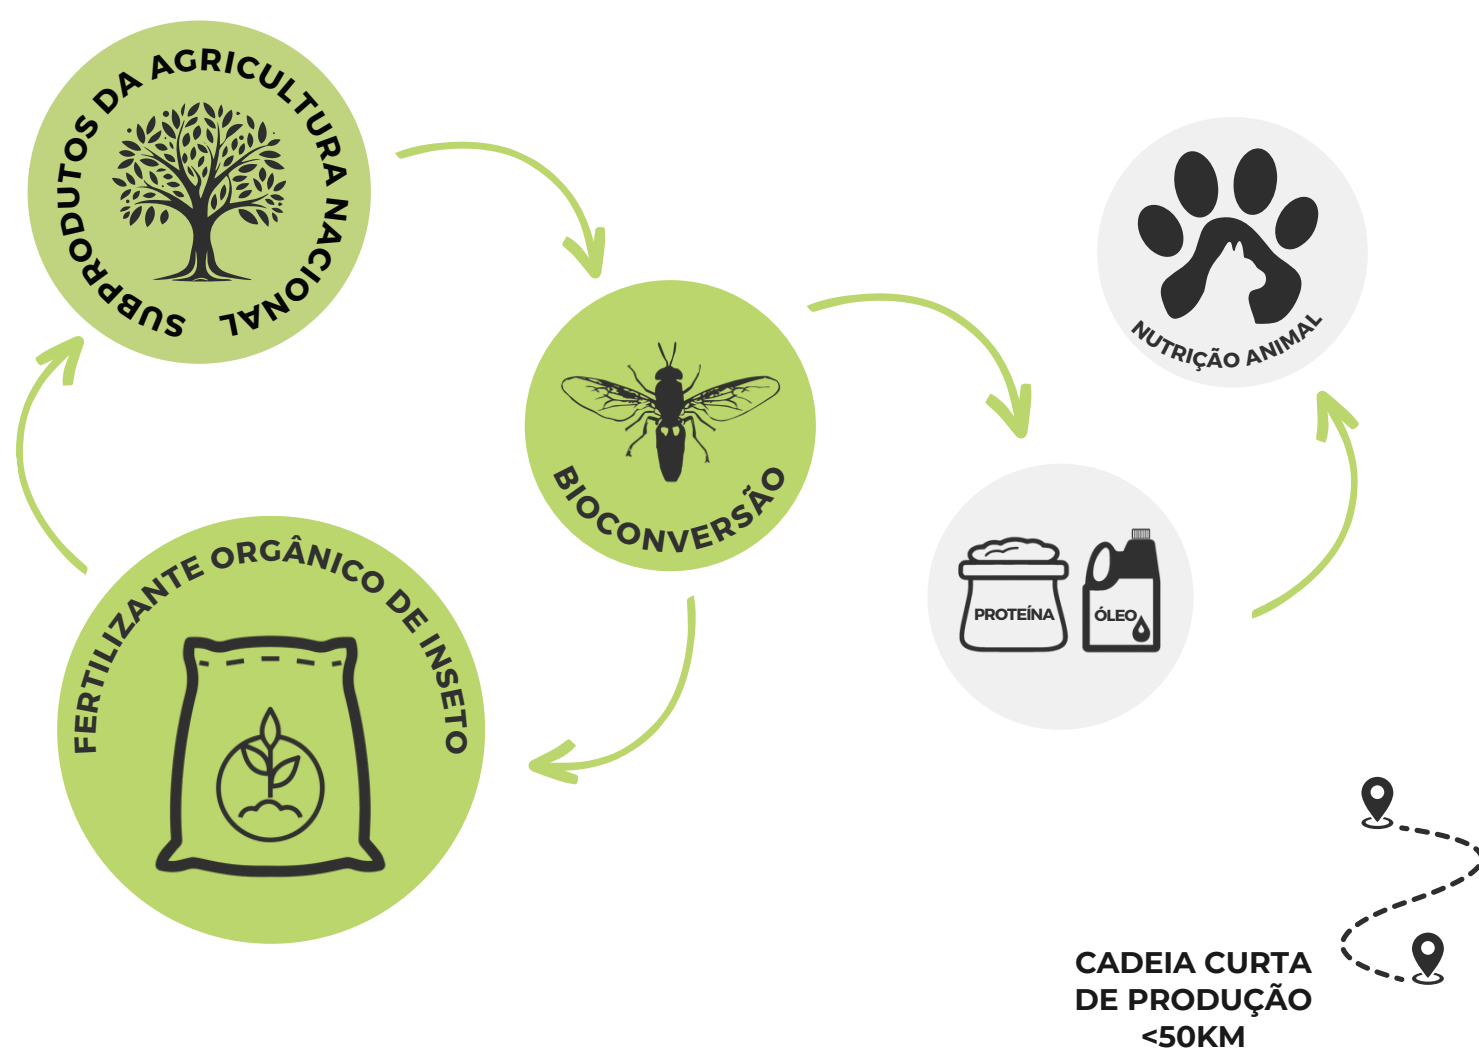 SUBPRODUTOS DA AGRICULTURA NACIONAL
BIOCONVERSÃO
NUTRIÇÃO ANIMAL
PROTEÍNA
ÓLEO
FERTILIZANTE ORGÂNICO DE INSETO
CADEIA CURTA
DE PRODUÇÃO
<50KM